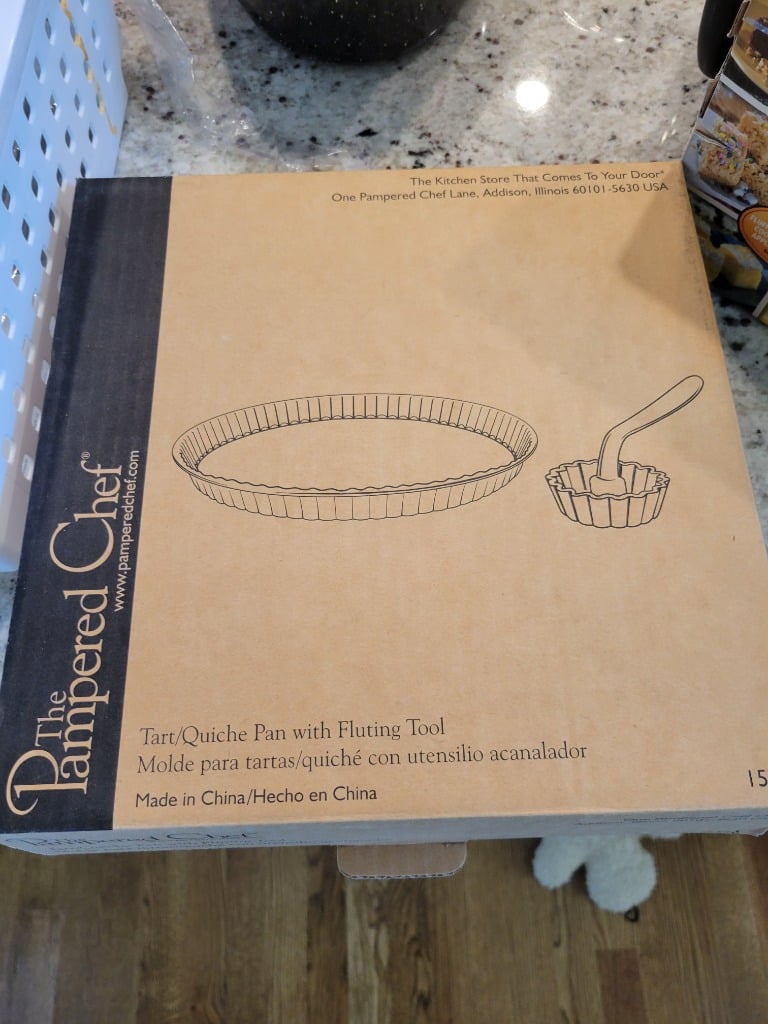 The Kitchen Store That Comes To Your Door®
One Pampered Chef Lane, Addison, Illinois 60101-5630 USA
The
Pampered Chef®
www.pamperedchef.com
Tart/Quiche Pan with Fluting Tool
Molde para tartas/quiché con utensilio acanalador
Made in China/Hecho en China
15
Pampered Chef